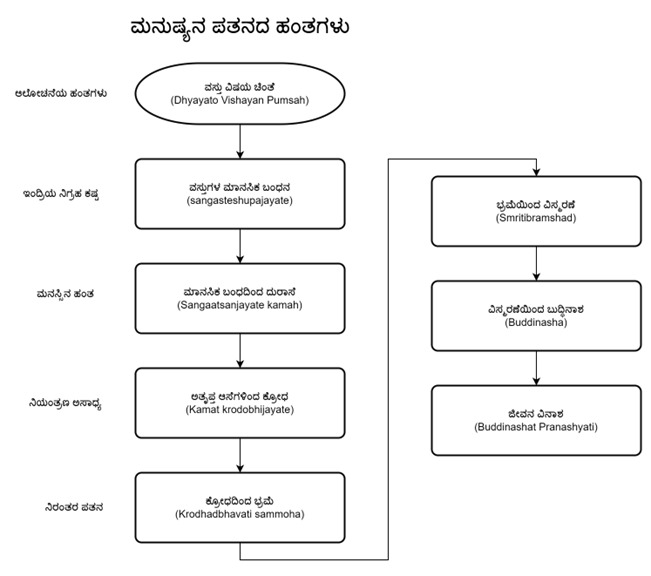 ಮನುಷ್ಯನ ಪತನದ ಹಂತಗಳು
ಅಲೋಚನೆಯ ಹಂತಗಳು
ವಸ್ತು ವಿಷಯ ಚಿಂತೆ
(Dhyayato Vishayan Pumsah)
ಇಂದ್ರಿಯ ನಿಗ್ರಹ ಕಷ್ಟ
ವಸ್ತುಗಳ ಮಾನಸಿಕ ಬಂಧನ
(sangasteshupajayate)
ಮನಸ್ಸಿನ ಹಂತ
ಮಾನಸಿಕ ಬಂಧದಿಂದ ದುರಾಸೆ
(Sangaatsanjayate kamah)
ನಿಯಂತ್ರಣ ಅಸಾಧ್ಯ
ಅತೃಪ್ತ ಆಸೆಗಳಿಂದ ಕ್ರೋಧ
(Kamat krodobhijayate)
ನಿರಂತರ ಪತನ
ಕ್ರೋಧದಿಂದ ಭ್ರಮೆ
(Krodhadbhavati sammoha)
ಭ್ರಮೆಯಿಂದ ವಿಸ್ಮರಣೆ
(Smritibramshad)
ವಿಸ್ಮರಣೆಯಿಂದ ಬುದ್ಧಿನಾಶ
(Buddinasha)
ಜೀವನ ವಿನಾಶ
(Buddinashat Pranashyati)